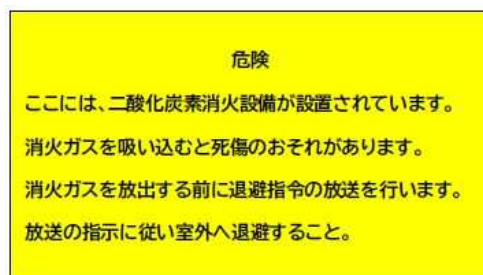 危険
ここには、二酸化炭素消火設備が設置されています。
消火ガスを吸い込むと死傷のおそれがあります。
消火ガスを放出する前に退避指令の放送を行います。
放送の指示に従い室外へ退避すること。